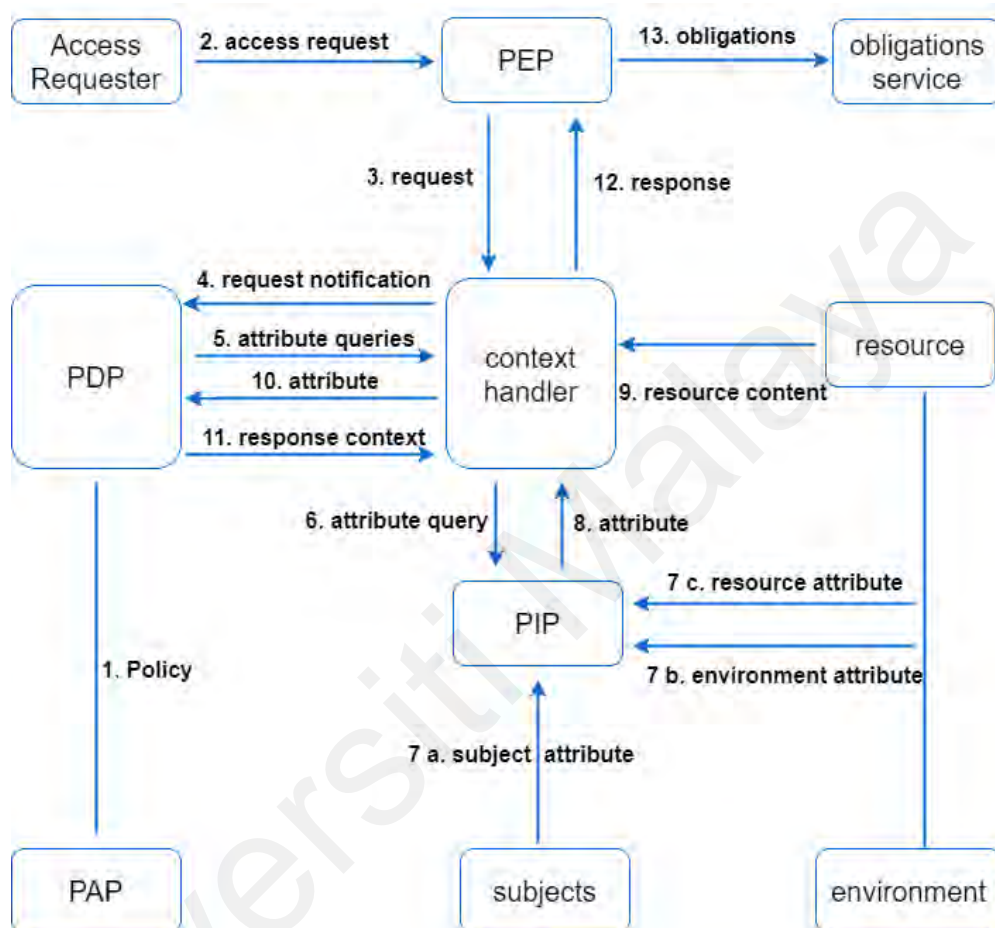 Access
Requester
2. access request
PEP
13. obligations
obligations
service
3. request
12. response
4. request notification
PDP
5. attribute queries
10. attribute
11. response context
context
handler
resource
9. resource content
6. attribute query
8. attribute
PIP
7 c. resource attribute
7 b. environment attribute
1. Policy
7 a. subject attribute
PAP
subjects
environment
versiti Malaya